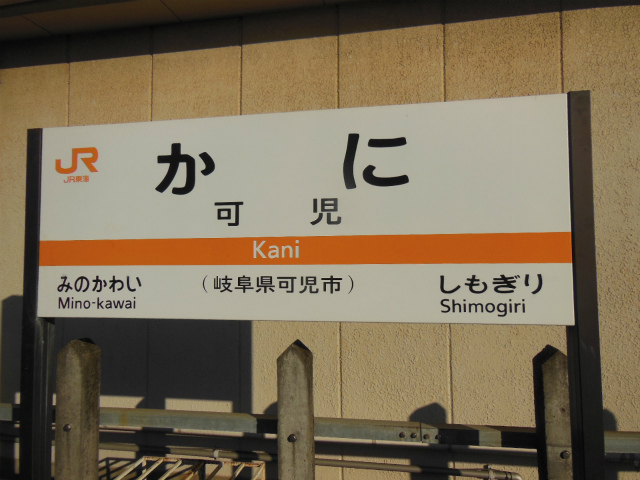 JR
JR東海
かに
可児
Kani
みのかわい
Mino-kawai
（岐阜県可児市）
しもぎり
Shimogiri